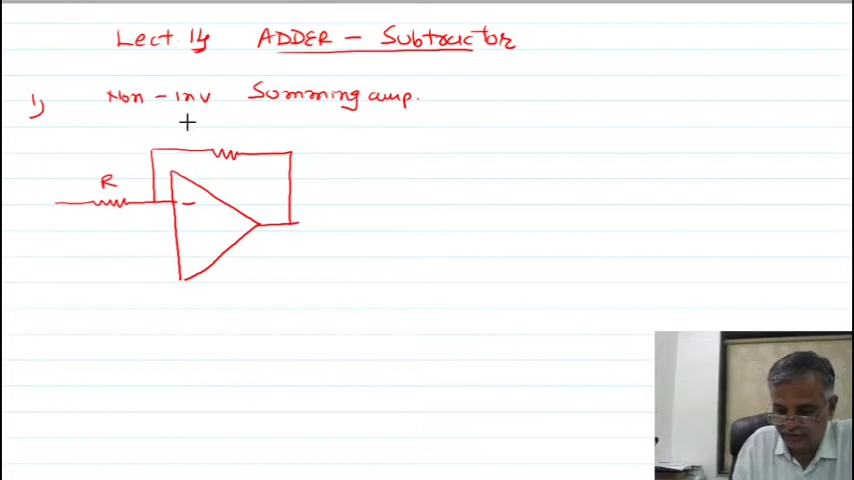 Lect. 14 ADDER - Subtractor
1) Non - inv Summing amp.
R
-